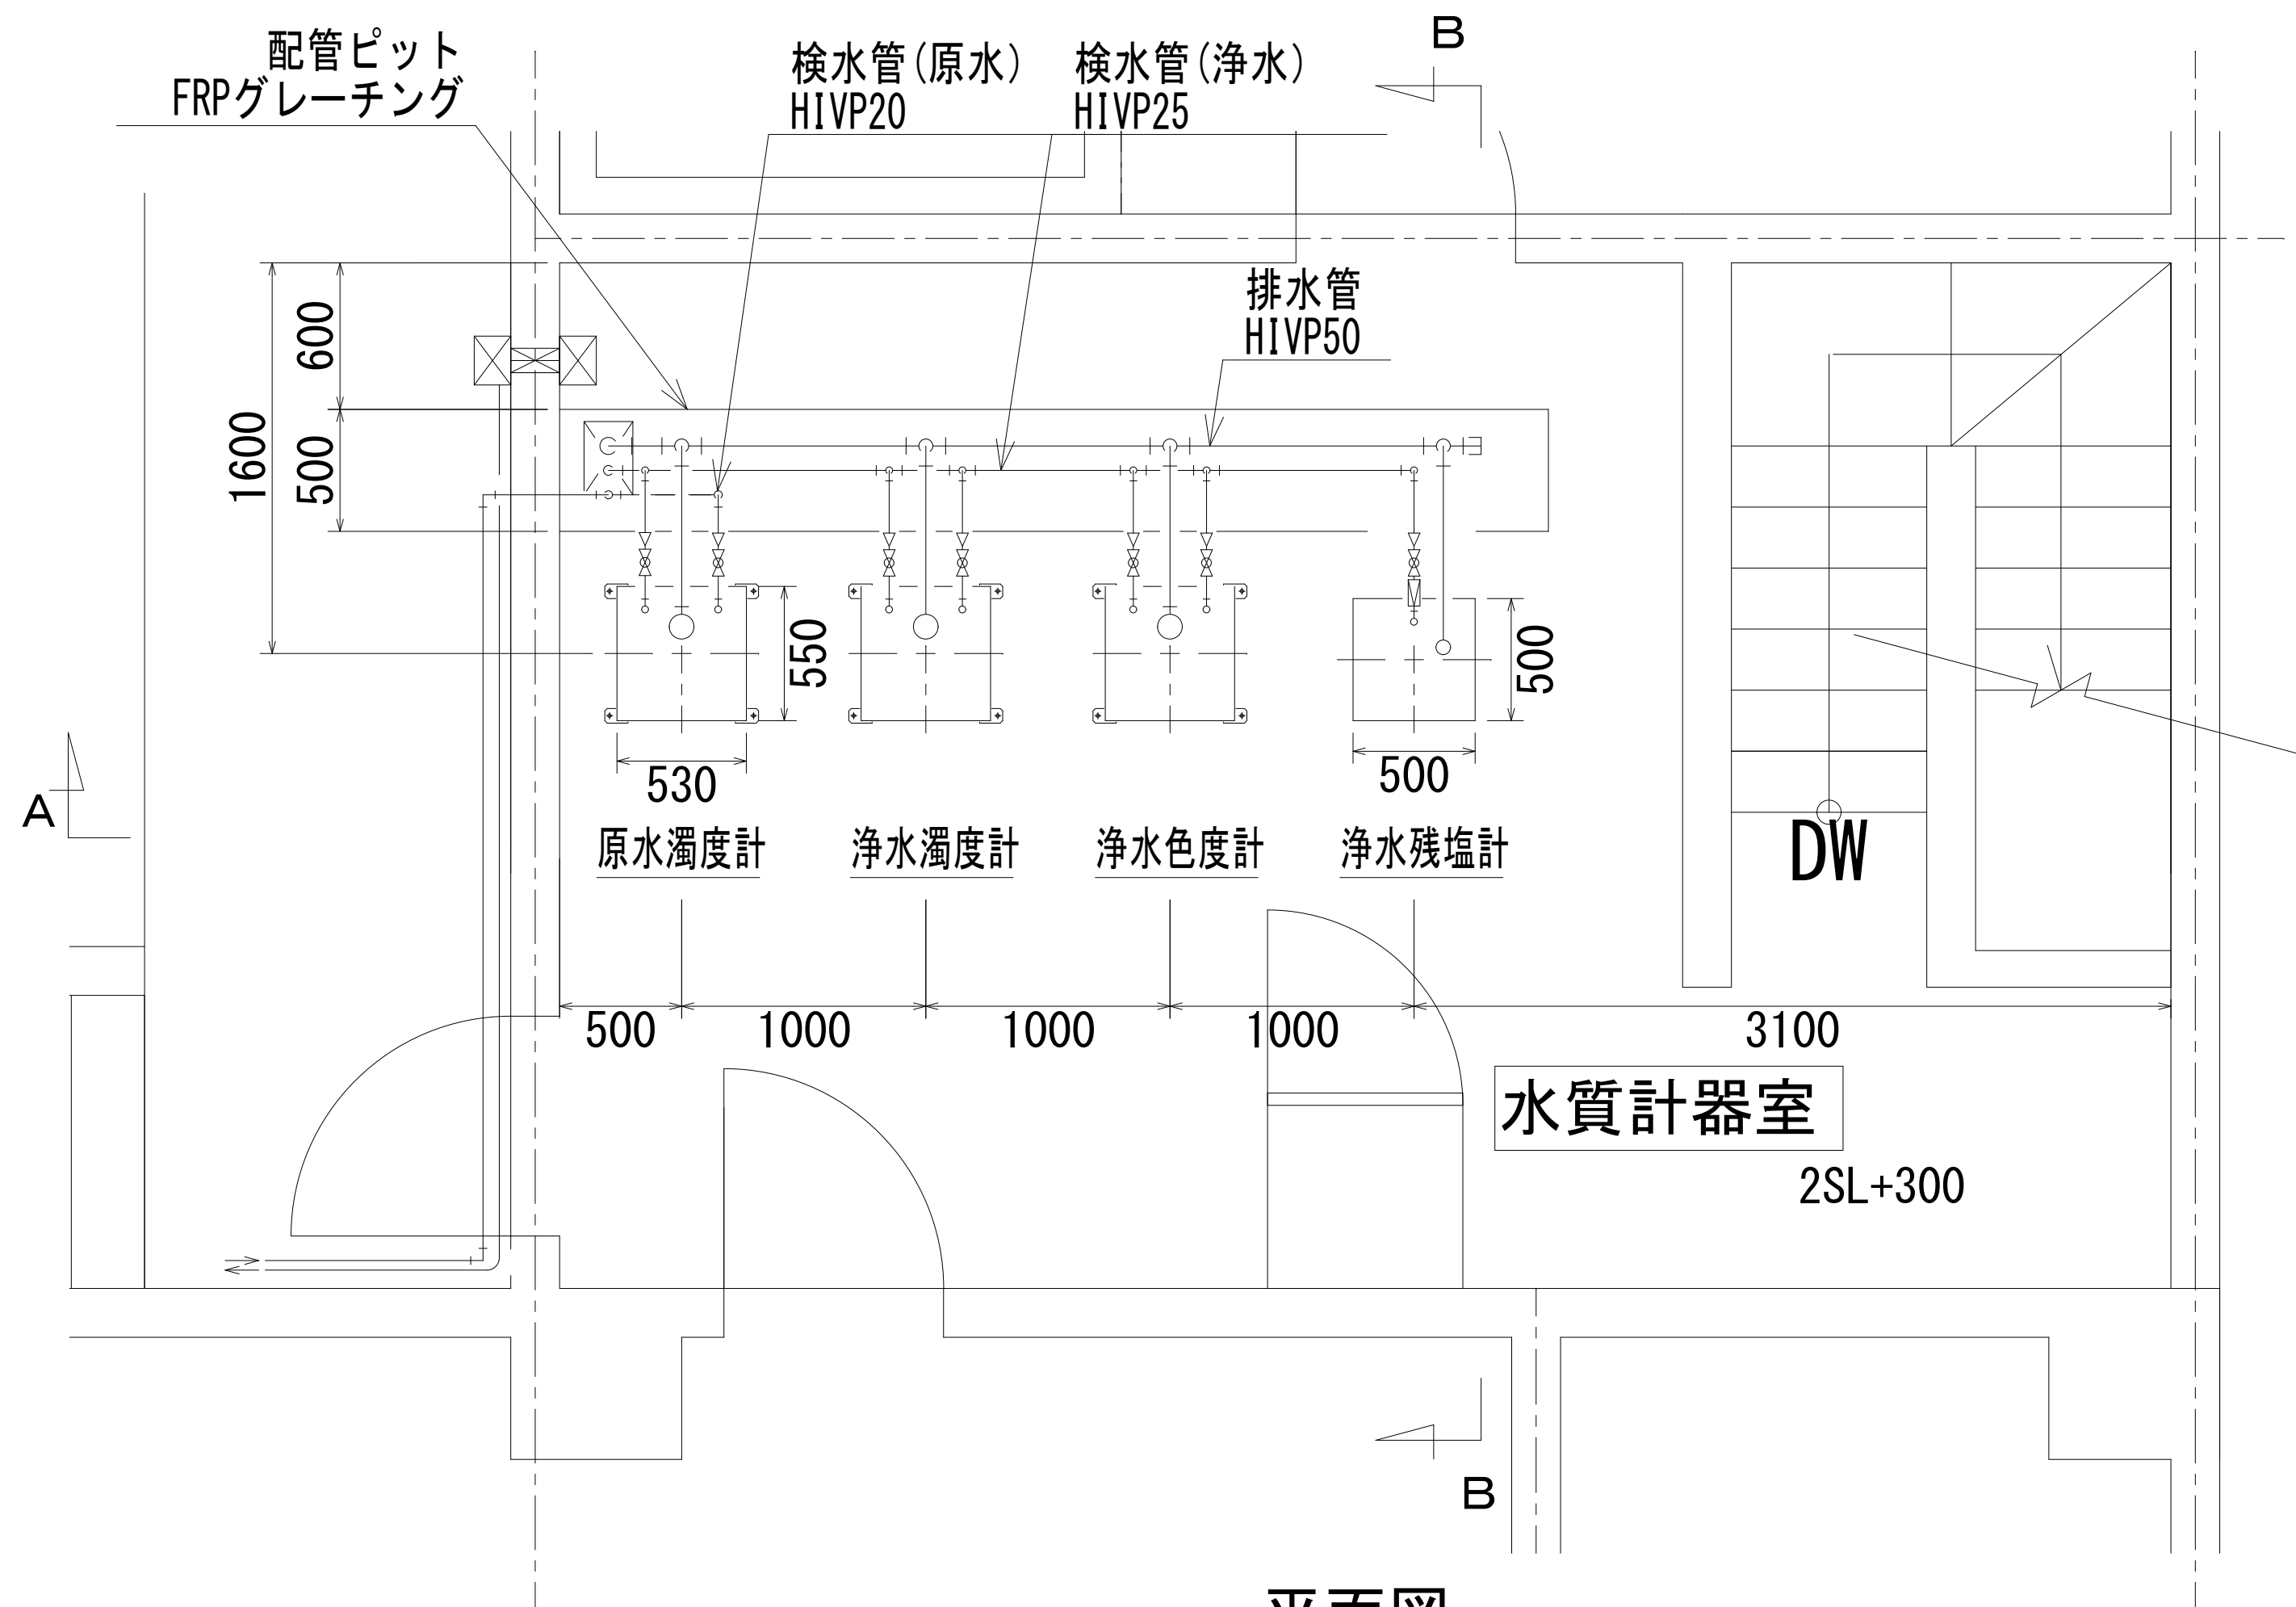 配管ピット
FRPグレーチング
検水管(原水)
HIVP20
検水管(浄水)
HIVP25
B
排水管
HIVP50
600
1600
500
550
500
530
500
A
原水濁度計
浄水濁度計
浄水色度計
浄水残塩計
DW
500
1000
1000
1000
3100
水質計器室
2SL+300
B
平面図